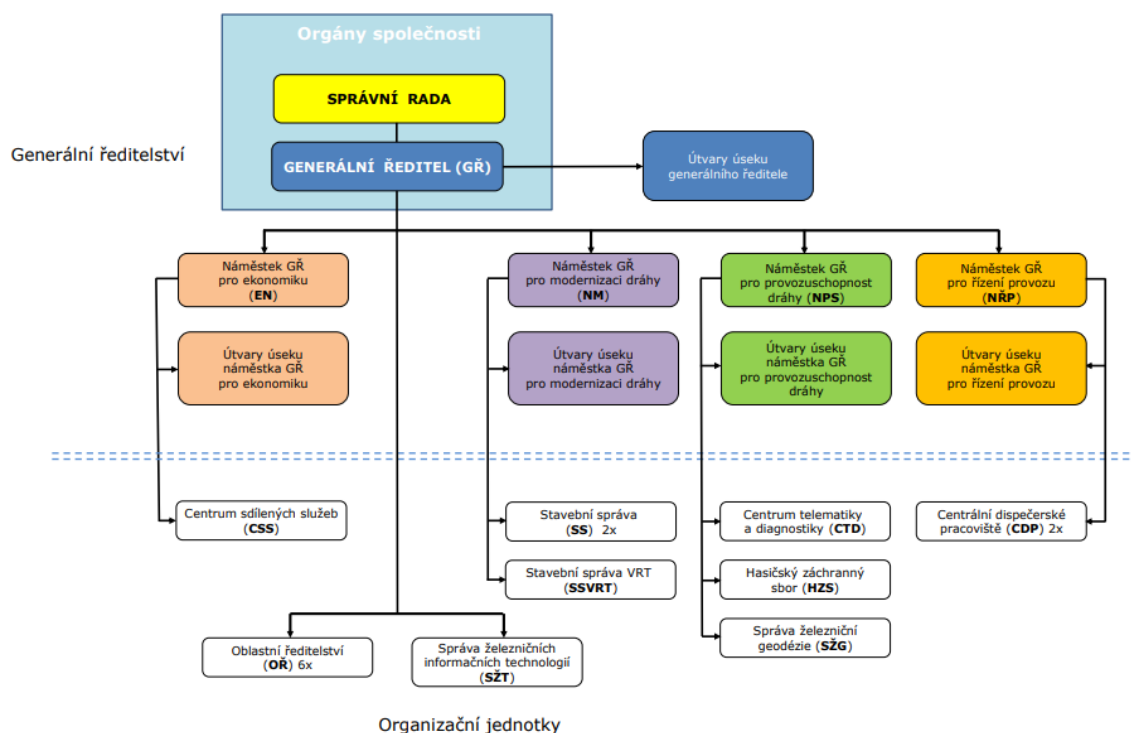 Orgány společnosti
SPRÁVNÍ RADA
Generální ředitelství
GENERÁLNÍ ŘEDITEL (GŘ)
Útvary úseku
generálního ředitele
Náměstek GŘ
pro ekonomiku
(EN)
Náměstek GŘ
pro modernizaci dráhy
(NM)
Náměstek GŘ
pro provozuschopnost
dráhy (NPS)
Náměstek GŘ
pro řízení provozu
(NŘP)
Útvary úseku
náměstka GŘ
pro ekonomiku
Útvary úseku
náměstka GŘ
pro modernizaci dráhy
Útvary úseku
náměstka GŘ
pro provozuschopnost
dráhy
Útvary úseku
náměstka GŘ
pro řízení provozu
Centrum sdílených služeb
(CSS)
Stavební správa
(SS) 2x
Centrum telematiky
a diagnostiky (CTD)
Centrální dispečerské
pracoviště (CDP) 2x
Stavební správa VRT
(SSVRT)
Hasičský záchranný
sbor (HZS)
Oblastní ředitelství
(OŘ) 6x
Správa železničních
informačních technologií
(SŽT)
Správa železniční
geodézie (SŽG)
Organizační jednotky